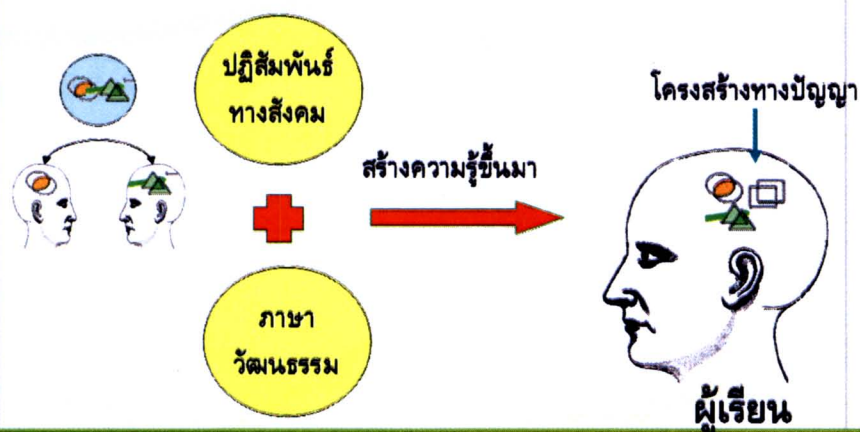 ปฏิสัมพันธ์
ทางสังคม
โครงสร้างทางปัญญา
สร้างความรู้ขึ้นมา
ภาษา
วัฒนธรรม
ผู้เรียน